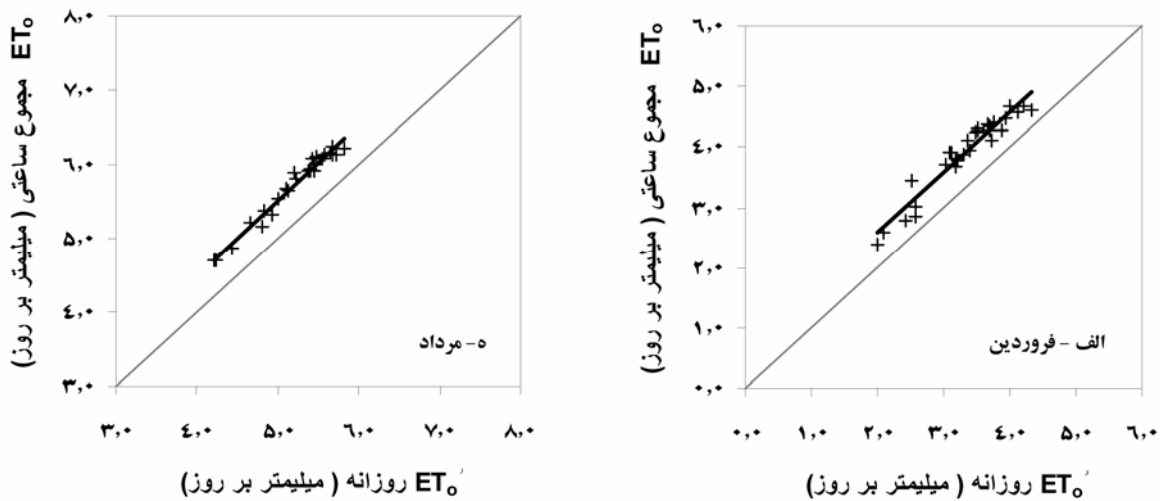 ۶,۰
۵,۰
۴,۰
۳,۰
۲,۰
۱,۰
۰,۰
ET₀ مجموع ساعتی ( میلیمتر بر روز)
الف - فروردین
۰,۰ ۱,۰ ۲,۰ ۳,۰ ۴,۰ ۵,۰ ۶,۰
ET₀′ روزانه ( میلیمتر بر روز)
۸,۰
۷,۰
۶,۰
۵,۰
۴,۰
۳,۰
ET₀ مجموع ساعتی ( میلیمتر بر روز)
ه- مرداد
۳,۰ ۴,۰ ۵,۰ ۶,۰ ۷,۰ ۸,۰
ET₀′ روزانه ( میلیمتر بر روز)